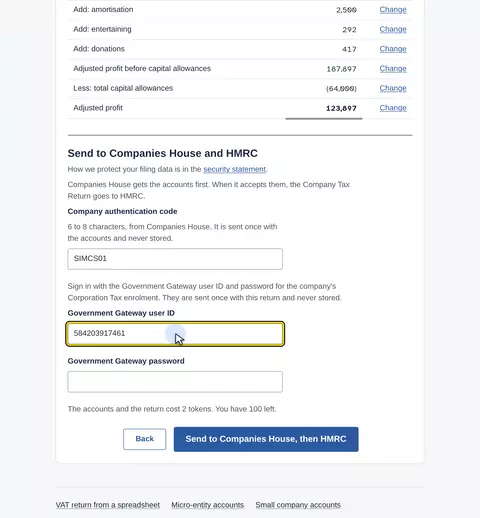 Add: amortisation 2,500 Change
Add: entertaining 292 Change
Add: donations 417 Change
Adjusted profit before capital allowances 187,897 Change
Less: total capital allowances (64,000) Change
Adjusted profit 123,897 Change
Send to Companies House and HMRC
How we protect your filing data is in the security statement.
Companies House gets the accounts first. When it accepts them, the Company Tax
Return goes to HMRC.
Company authentication code
6 to 8 characters, from Companies House. It is sent once with
the accounts and never stored.
SIMCS01
Sign in with the Government Gateway user ID and password for the company's
Corporation Tax enrolment. They are sent once with this return and never stored.
Government Gateway user ID
584203917461
Government Gateway password
The accounts and the return cost 2 tokens. You have 100 left.
Back Send to Companies House, then HMRC
VAT return from a spreadsheet Micro-entity accounts Small company accounts